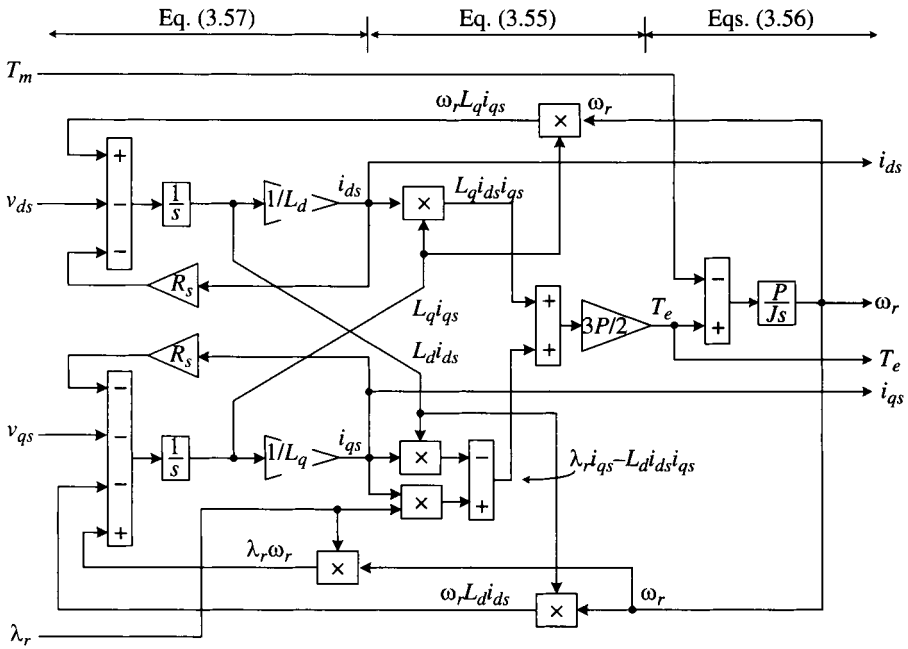 Eq. (3.57) Eq. (3.55) Eqs. (3.56)
T_m
ω_r L_q i_qs × ω_r
+
v_ds − 1/s 1/L_d i_ds × L_q i_ds i_qs i_ds
−
R_s
L_q i_qs
L_d i_ds
+ + 3P/2 T_e − + P/Js ω_r
R_s
T_e
i_qs
−
v_qs − 1/s 1/L_q i_qs × −
− × + λ_r i_qs–L_d i_ds i_qs
+
λ_r ω_r ×
ω_r L_d i_ds × ω_r
λ_r